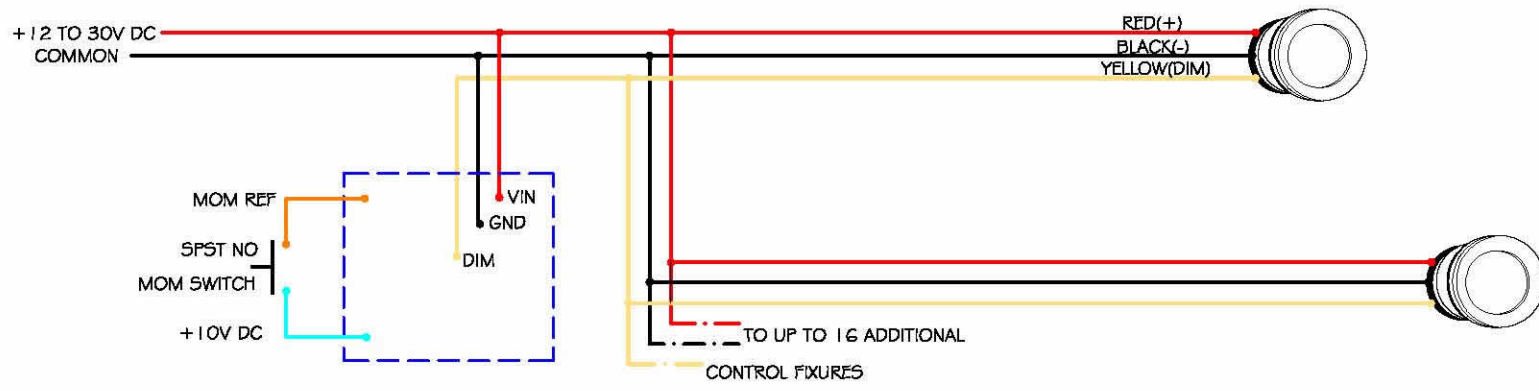 +12 TO 30V DC
COMMON
RED(+)
BLACK(-)
YELLOW(DIM)
MOM REF
SPST NO
MOM SWITCH
+10V DC
VIN
GND
DIM
TO UP TO 16 ADDITIONAL
CONTROL FIXURES